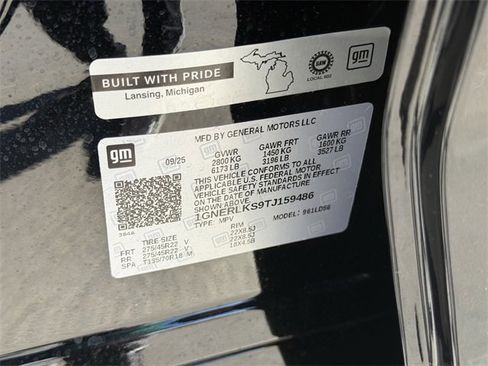 BUILT WITH PRIDE
Lansing, Michigan
UAW
LOCAL 602
gm
gm
09/25
MFD BY GENERAL MOTORS LLC
GVWR GAWR FRT GAWR RR
2800 KG 1450 KG 1600 KG
6173 LB 3196 LB 3527 LB
THIS VEHICLE CONFORMS TO ALL
APPLICABLE U.S. FEDERAL MOTOR
VEHICLE SAFETY STANDARDS IN EFFECT
ON THE DATE OF MANUFACTURE
1GNERLKS9TJ159486
TYPE: MPV MODEL: 961LD56
TIRE SIZE RIM
FRT 275/45R22 V 22X8.5J
RR 275/45R22 V 22X8.5J
SPA T135/70R18 M 18X4.5B